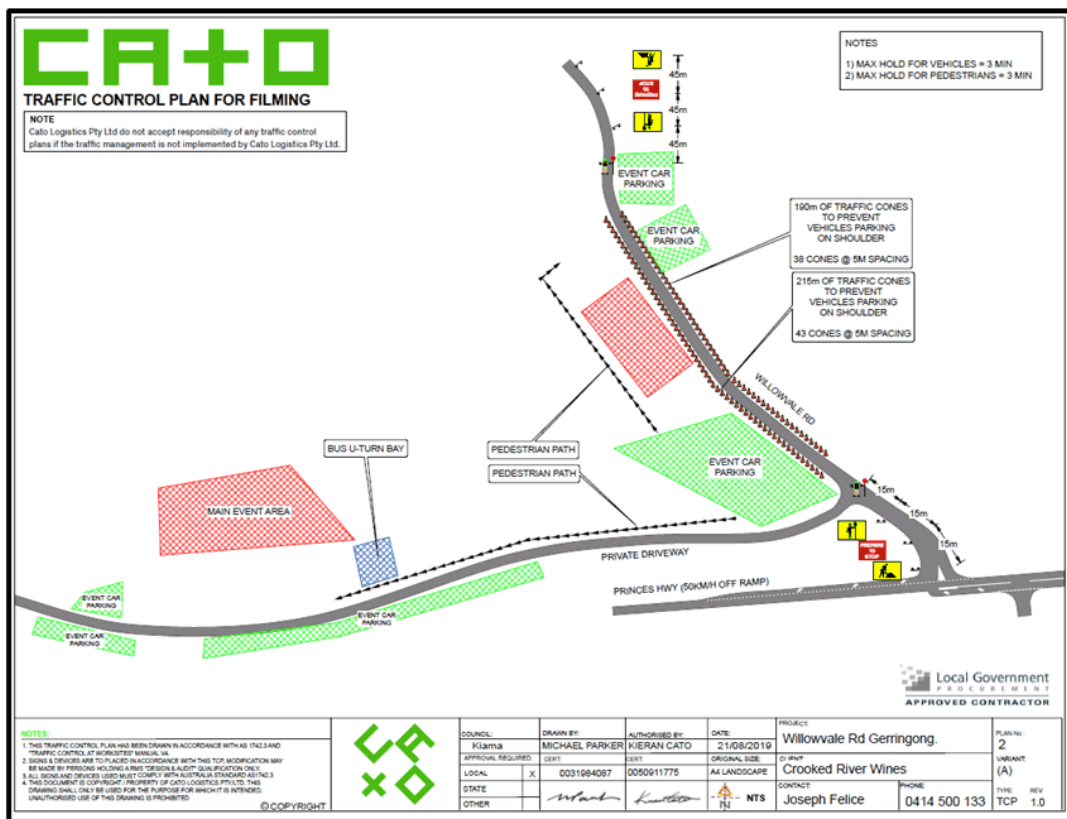 CATO
TRAFFIC CONTROL PLAN FOR FILMING
NOTE
Cato Logistics Pty Ltd do not accept responsibility of any traffic control
plans if the traffic management is not implemented by Cato Logistics Pty Ltd.
NOTES
1) MAX HOLD FOR VEHICLES = 3 MIN
2) MAX HOLD FOR PEDESTRIANS = 3 MIN
45m
PREPARE
TO
STOP
45m
45m
EVENT CAR
PARKING
EVENT CAR
PARKING
190m OF TRAFFIC CONES
TO PREVENT
VEHICLES PARKING
ON SHOULDER
38 CONES @ 5M SPACING
215m OF TRAFFIC CONES
TO PREVENT
VEHICLES PARKING
ON SHOULDER
43 CONES @ 5M SPACING
WILLOWVALE RD
BUS U-TURN BAY
PEDESTRIAN PATH
PEDESTRIAN PATH
EVENT CAR
PARKING
MAIN EVENT AREA
15m
15m
15m
PREPARE
TO
STOP
PRIVATE DRIVEWAY
PRINCES HWY (50KM/H OFF RAMP)
EVENT CAR
PARKING
EVENT CAR
PARKING
EVENT CAR
PARKING
Local Government
PROCUREMENT
APPROVED CONTRACTOR
NOTES:
1. THIS TRAFFIC CONTROL PLAN HAS BEEN DRAWN IN ACCORDANCE WITH AS 1742.3 AND
"TRAFFIC CONTROL AT WORKSITES" MANUAL V4.
2. SIGNS & DEVICES ARE TO PLACED IN ACCORDANCE WITH THIS TCP, MODIFICATION MAY
BE MADE BY PERSONS HOLDING A RMS "DESIGN & AUDIT" QUALIFICATION ONLY
3. ALL SIGNS AND DEVICES USED MUST COMPLY WITH AUSTRALIA STANDARD AS1742.3
4. THIS DOCUMENT IS COPYRIGHT / PROPERTY OF CATO LOGISTICS PTY LTD. THIS
DRAWING SHALL ONLY BE USED FOR THE PURPOSE FOR WHICH IT IS INTENDED.
UNAUTHORISED USE OF THIS DRAWING IS PROHIBITED
©COPYRIGHT
CATO
COUNCIL:
Kiama
DRAWN BY:
MICHAEL PARKER
AUTHORISED BY:
KIERAN CATO
DATE:
21/08/2019
APPROVAL REQUIRED:
LOCAL X
STATE
OTHER
CERT:
0031984087
CERT:
0050911775
ORIGINAL SIZE:
A4 LANDSCAPE
N
NTS
PROJECT:
Willowvale Rd Gerringong.
CLIENT
Crooked River Wines
CONTACT:
Joseph Felice
PHONE:
0414 500 133
PLAN No :
2
VARIANT:
(A)
TYPE:
TCP
REV:
1.0